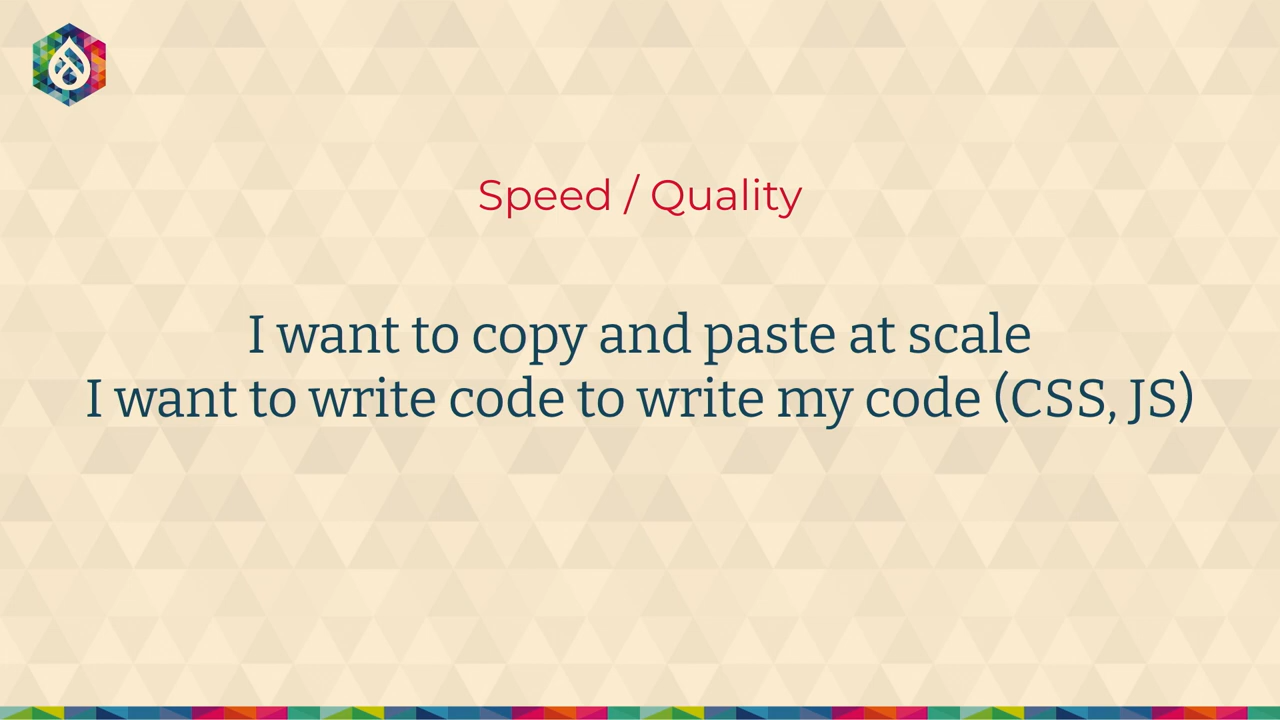 Speed / Quality
I want to copy and paste at scale
I want to write code to write my code (CSS, JS)